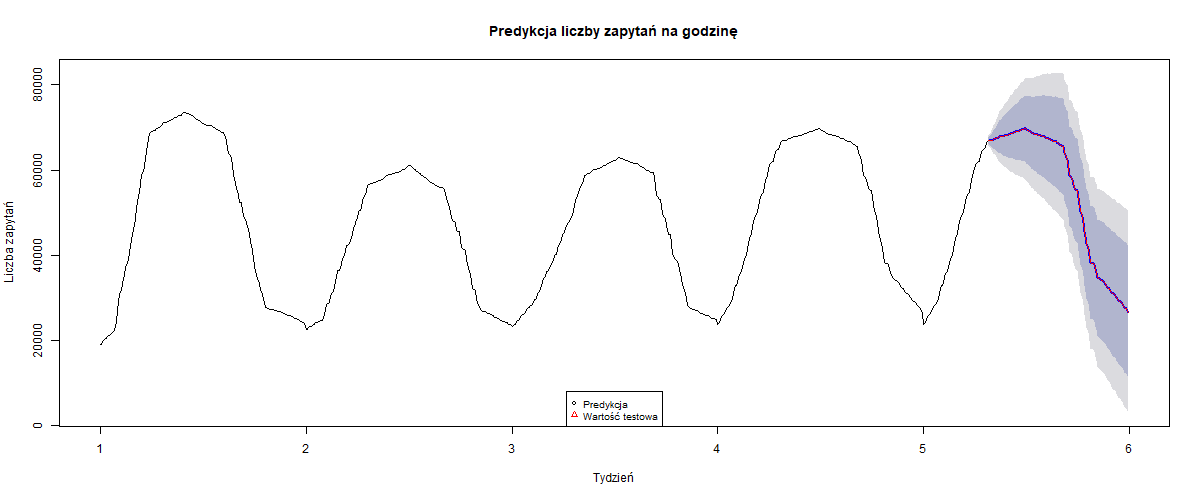 Predykcja liczby zapytań na godzinę
Liczba zapytań
80000
60000
40000
20000
0
Predykcja
Wartość testowa
1 2 3 4 5 6
Tydzień